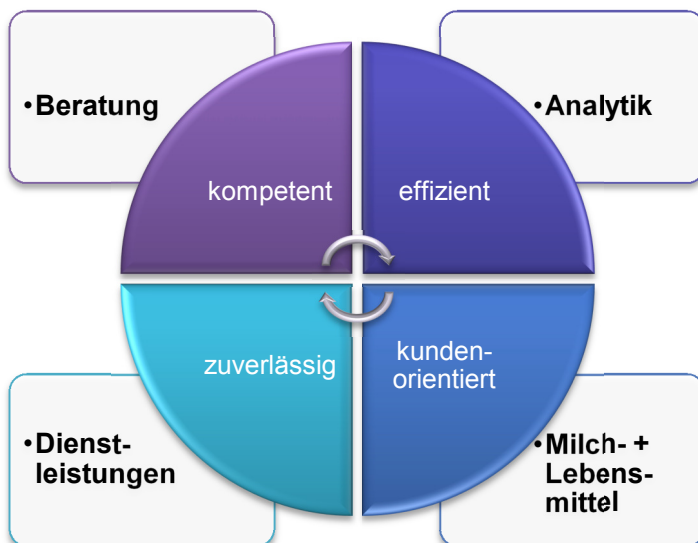 •Beratung
•Analytik
kompetent
effizient
zuverlässig
kunden-
orientiert
•Dienst-
leistungen
•Milch- +
Lebens-
mittel